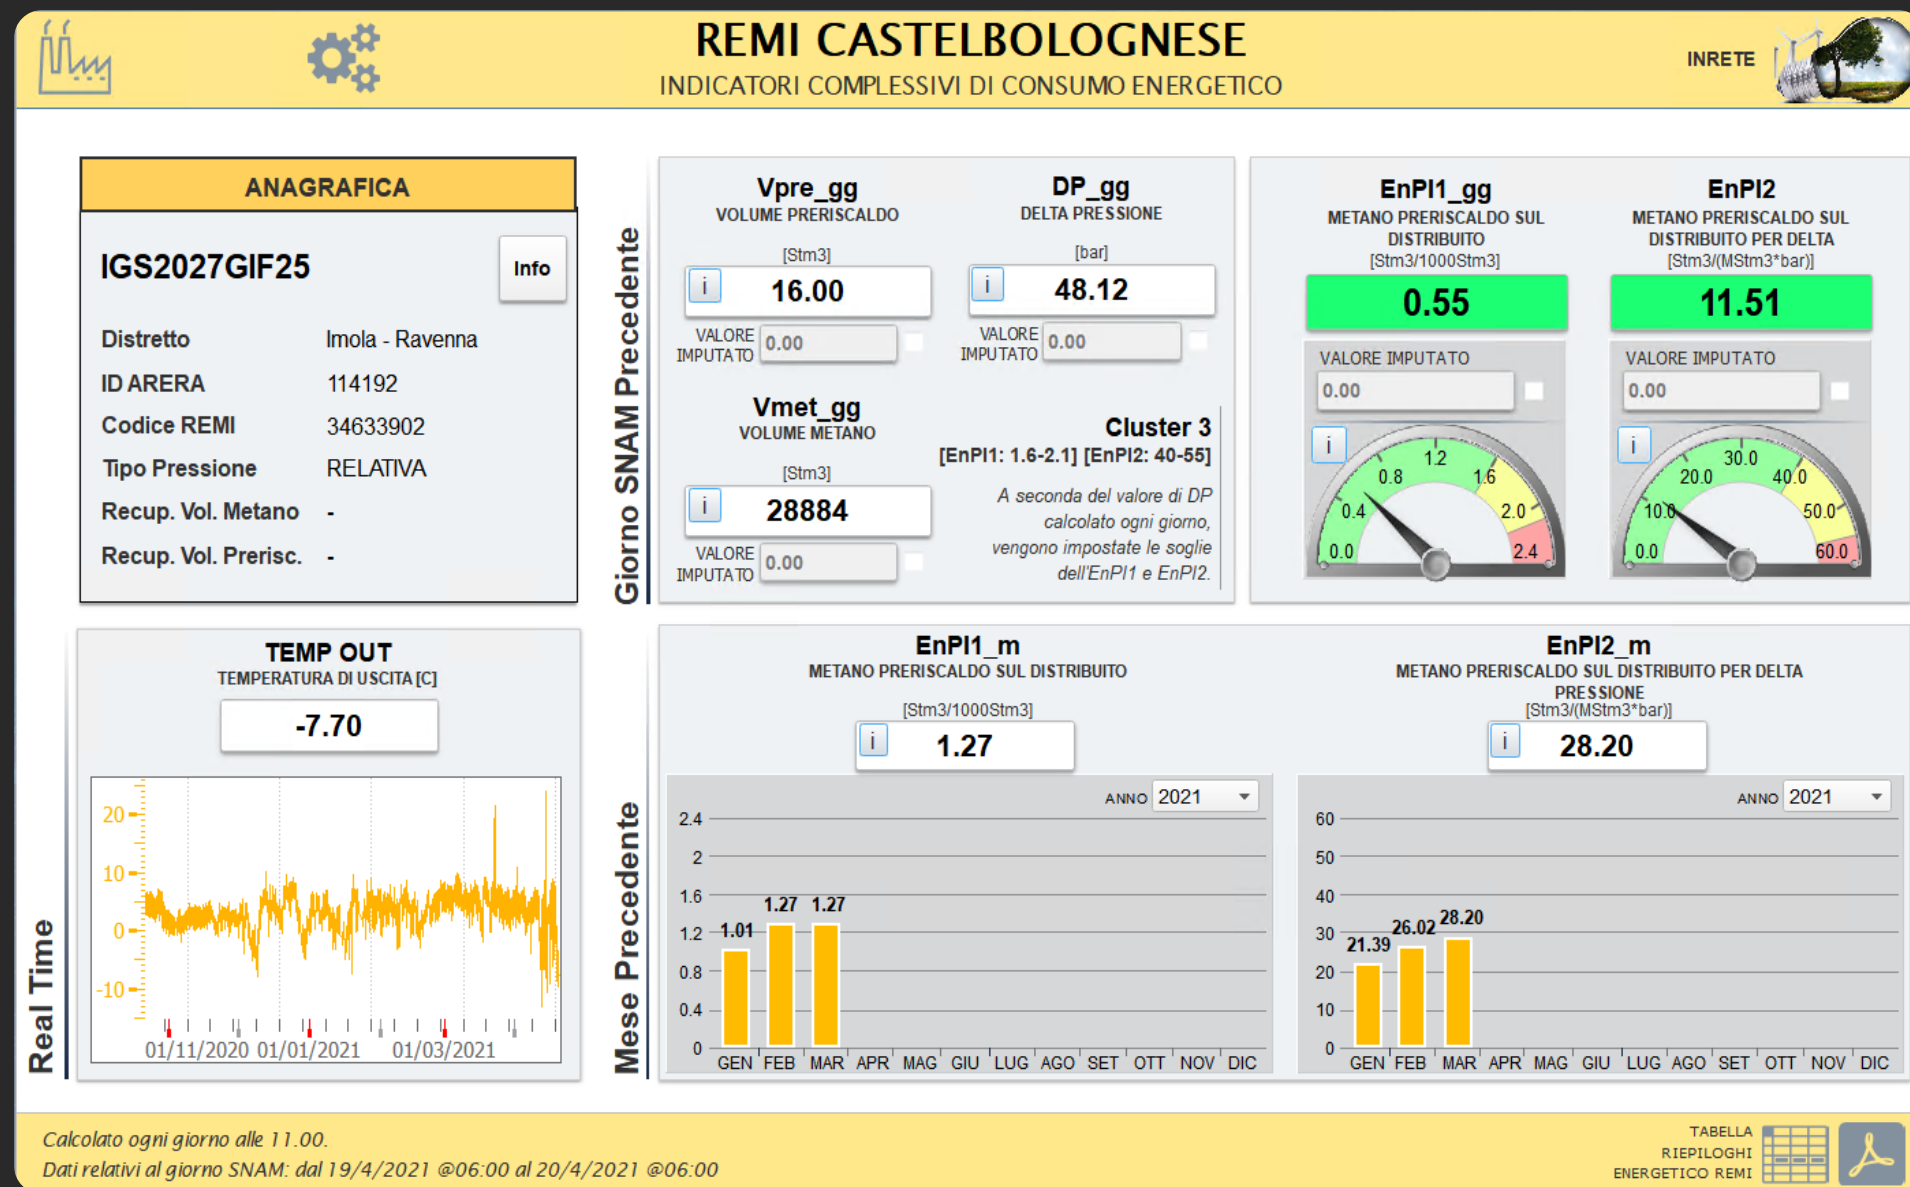 REMI CASTELBOLOGNESE
INDICATORI COMPLESSIVI DI CONSUMO ENERGETICO
INRETE
ANAGRAFICA
IGS2027GIF25
Info
Distretto Imola - Ravenna
ID ARERA 114192
Codice REMI 34633902
Tipo Pressione RELATIVA
Recup. Vol. Metano -
Recup. Vol. Prerisc. -
Giorno SNAM Precedente
Vpre_gg
VOLUME PRERISCALDO
[Stm3]
i 16.00
VALORE
IMPUTATO 0.00
DP_gg
DELTA PRESSIONE
[bar]
i 48.12
VALORE
IMPUTATO 0.00
Vmet_gg
VOLUME METANO
[Stm3]
i 28884
VALORE
IMPUTATO 0.00
Cluster 3
[EnPI1: 1.6-2.1] [EnPI2: 40-55]
A seconda del valore di DP
calcolato ogni giorno,
vengono impostate le soglie
dell'EnPI1 e EnPI2.
EnPI1_gg
METANO PRERISCALDO SUL
DISTRIBUITO
[Stm3/1000Stm3]
0.55
VALORE IMPUTATO
0.00
i
0.0 0.4 0.8 1.2 1.6 2.0 2.4
EnPI2
METANO PRERISCALDO SUL
DISTRIBUITO PER DELTA
[Stm3/(MStm3*bar)]
11.51
VALORE IMPUTATO
0.00
i
0.0 10.0 20.0 30.0 40.0 50.0 60.0
Real Time
TEMP OUT
TEMPERATURA DI USCITA [C]
-7.70
20
10
0
-10
01/11/2020 01/01/2021 01/03/2021
Mese Precedente
EnPI1_m
METANO PRERISCALDO SUL DISTRIBUITO
[Stm3/1000Stm3]
i 1.27
ANNO 2021
2.4
2
1.6
1.2
0.8
0.4
0
1.01 1.27 1.27
GEN FEB MAR APR MAG GIU LUG AGO SET OTT NOV DIC
EnPI2_m
METANO PRERISCALDO SUL DISTRIBUITO PER DELTA
PRESSIONE
[Stm3/(MStm3*bar)]
i 28.20
ANNO 2021
60
50
40
30
20
10
0
21.39 26.02 28.20
GEN FEB MAR APR MAG GIU LUG AGO SET OTT NOV DIC
Calcolato ogni giorno alle 11.00.
Dati relativi al giorno SNAM: dal 19/4/2021 @06:00 al 20/4/2021 @06:00
TABELLA
RIEPILOGHI
ENERGETICO REMI